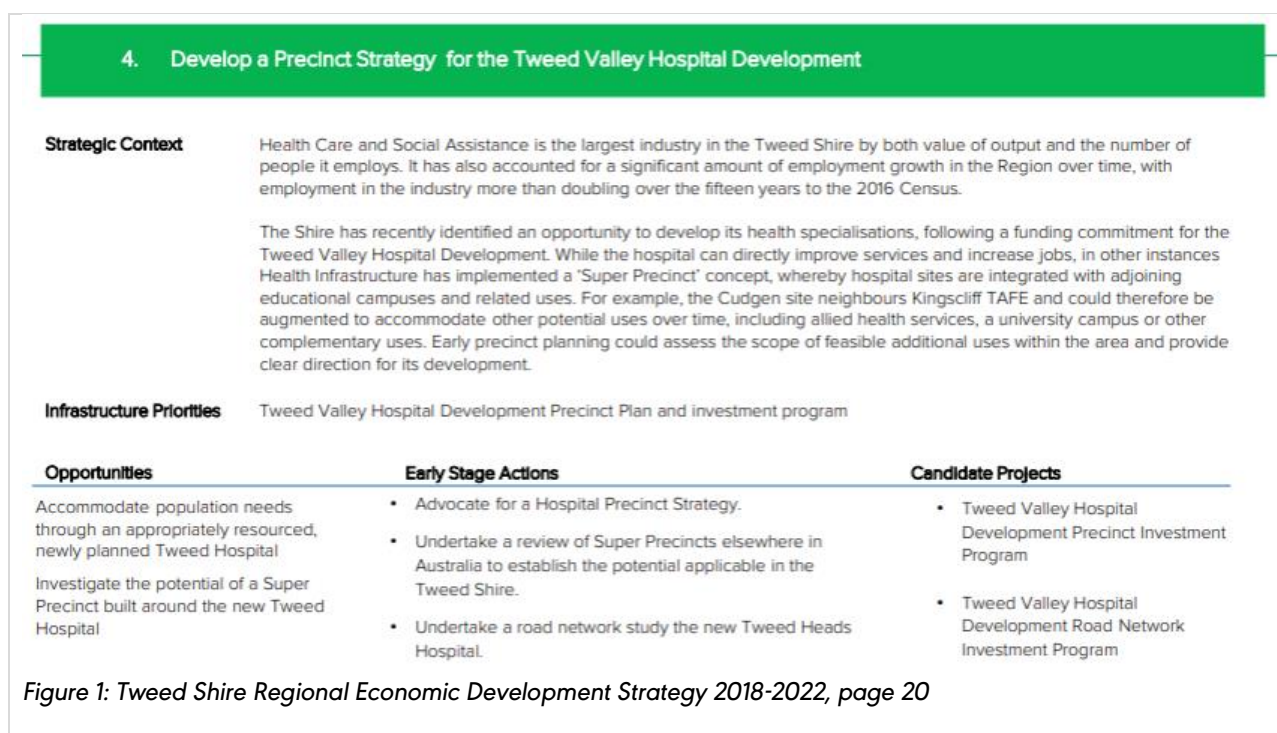 4. Develop a Precinct Strategy for the Tweed Valley Hospital Development
Strategic Context
Health Care and Social Assistance is the largest industry in the Tweed Shire by both value of output and the number of
people it employs. It has also accounted for a significant amount of employment growth in the Region over time, with
employment in the industry more than doubling over the fifteen years to the 2016 Census.
The Shire has recently identified an opportunity to develop its health specialisations, following a funding commitment for the
Tweed Valley Hospital Development. While the hospital can directly improve services and increase jobs, in other instances
Health Infrastructure has implemented a 'Super Precinct' concept, whereby hospital sites are integrated with adjoining
educational campuses and related uses. For example, the Cudgen site neighbours Kingscliff TAFE and could therefore be
augmented to accommodate other potential uses over time, including allied health services, a university campus or other
complementary uses. Early precinct planning could assess the scope of feasible additional uses within the area and provide
clear direction for its development.
Infrastructure Priorities
Tweed Valley Hospital Development Precinct Plan and investment program
Opportunities
Accommodate population needs
through an appropriately resourced,
newly planned Tweed Hospital
Investigate the potential of a Super
Precinct built around the new Tweed
Hospital
Early Stage Actions
• Advocate for a Hospital Precinct Strategy.
• Undertake a review of Super Precincts elsewhere in
Australia to establish the potential applicable in the
Tweed Shire.
• Undertake a road network study the new Tweed Heads
Hospital.
Candidate Projects
• Tweed Valley Hospital
Development Precinct Investment
Program
• Tweed Valley Hospital
Development Road Network
Investment Program
Figure 1: Tweed Shire Regional Economic Development Strategy 2018-2022, page 20